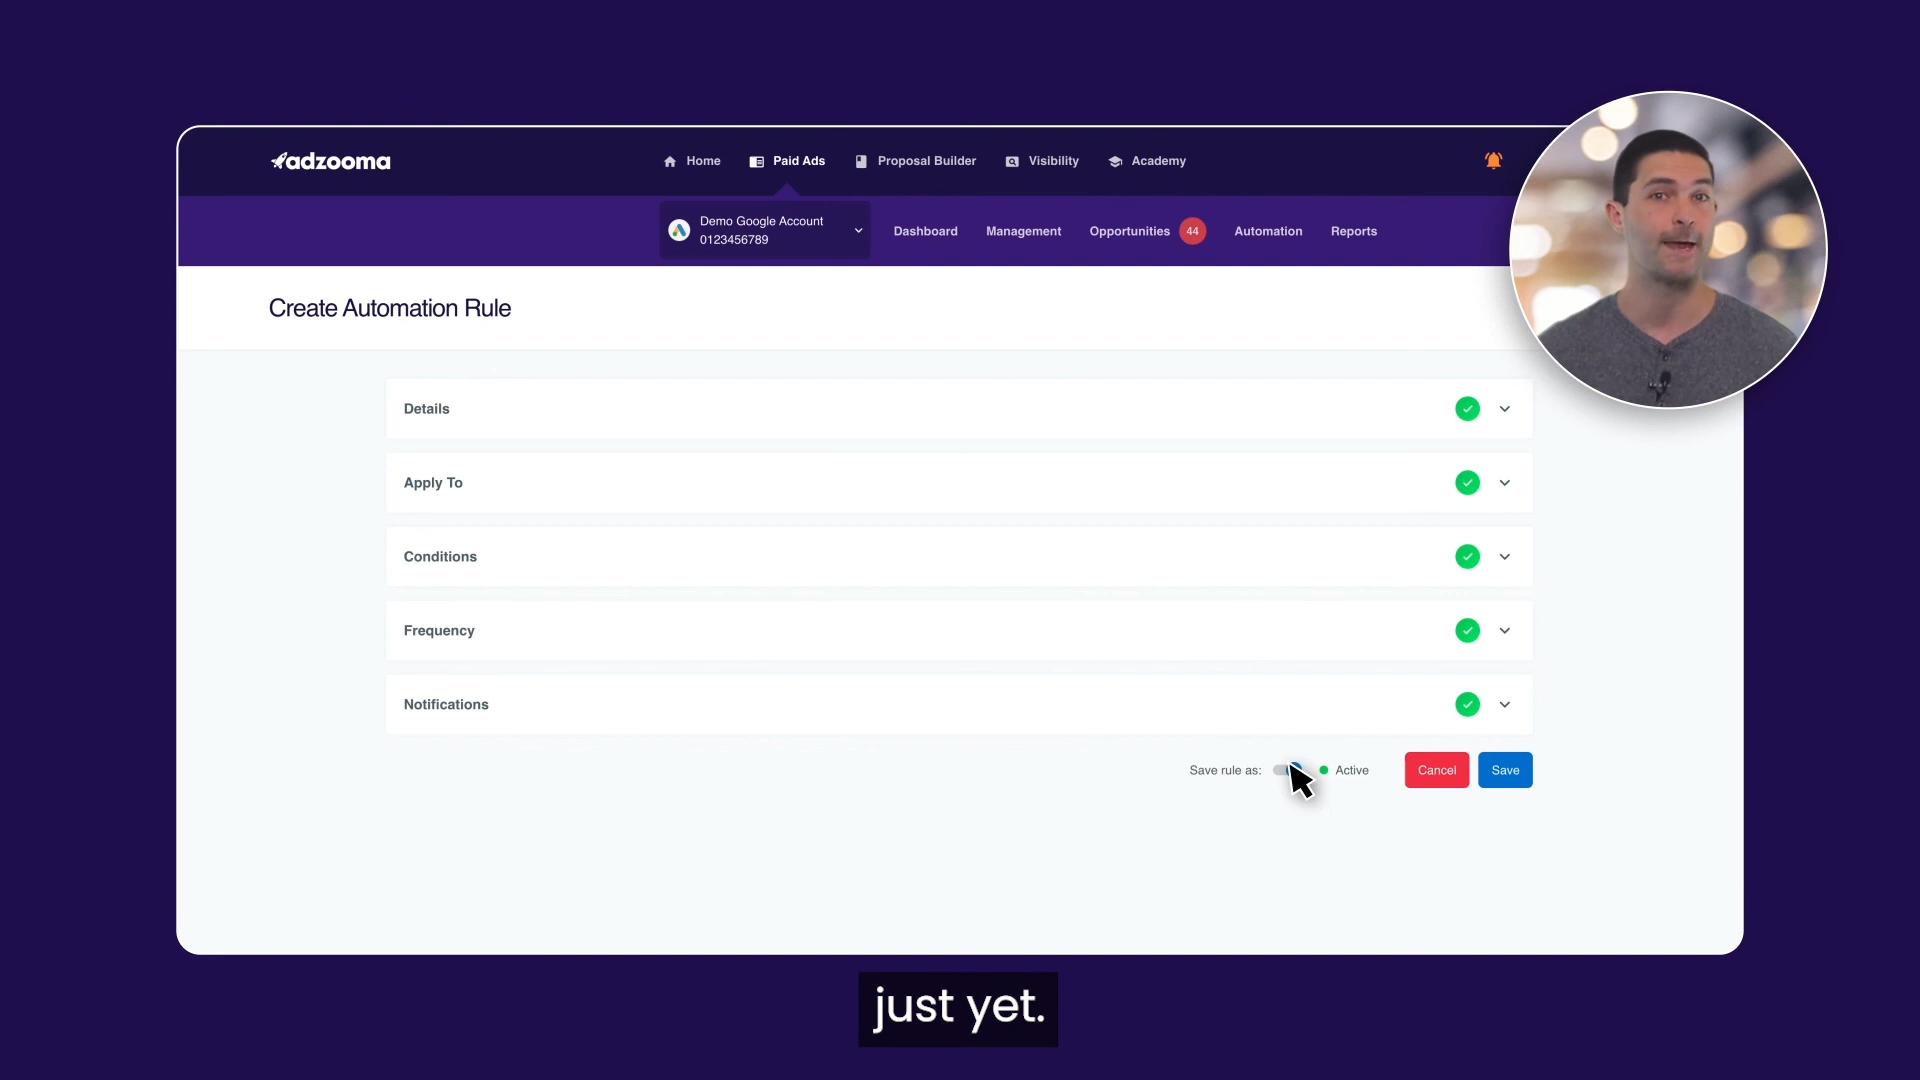 adzooma
Home
Paid Ads
Proposal Builder
Visibility
Academy
Demo Google Account
0123456789
Dashboard
Management
Opportunities 44
Automation
Reports
Create Automation Rule
Details
Apply To
Conditions
Frequency
Notifications
Save rule as:
Active
Cancel
Save
just yet.